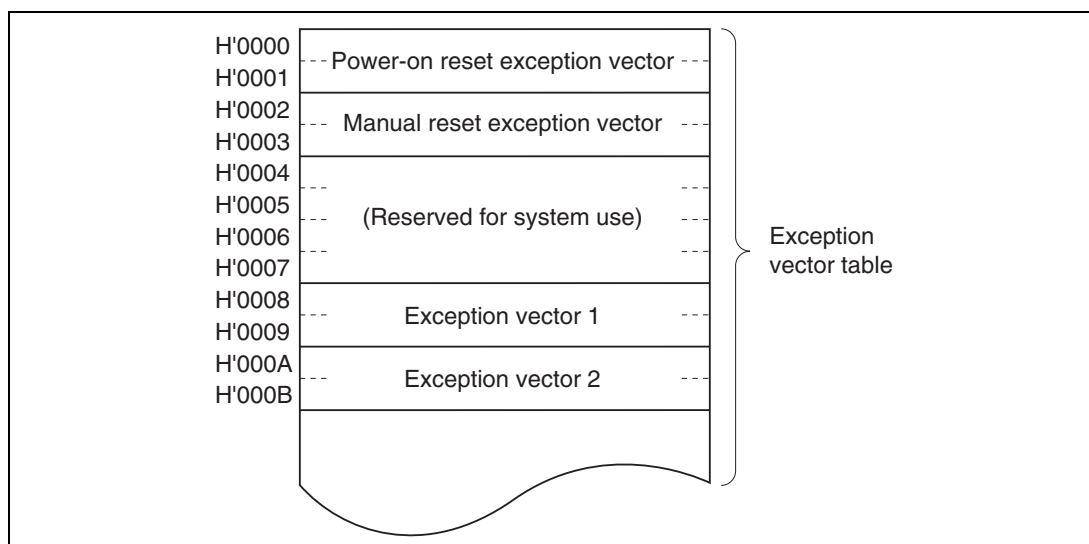 H'0000
Power-on reset exception vector
H'0001
H'0002
Manual reset exception vector
H'0003
H'0004
H'0005
(Reserved for system use)
H'0006
H'0007
H'0008
Exception vector 1
H'0009
H'000A
Exception vector 2
H'000B
Exception
vector table